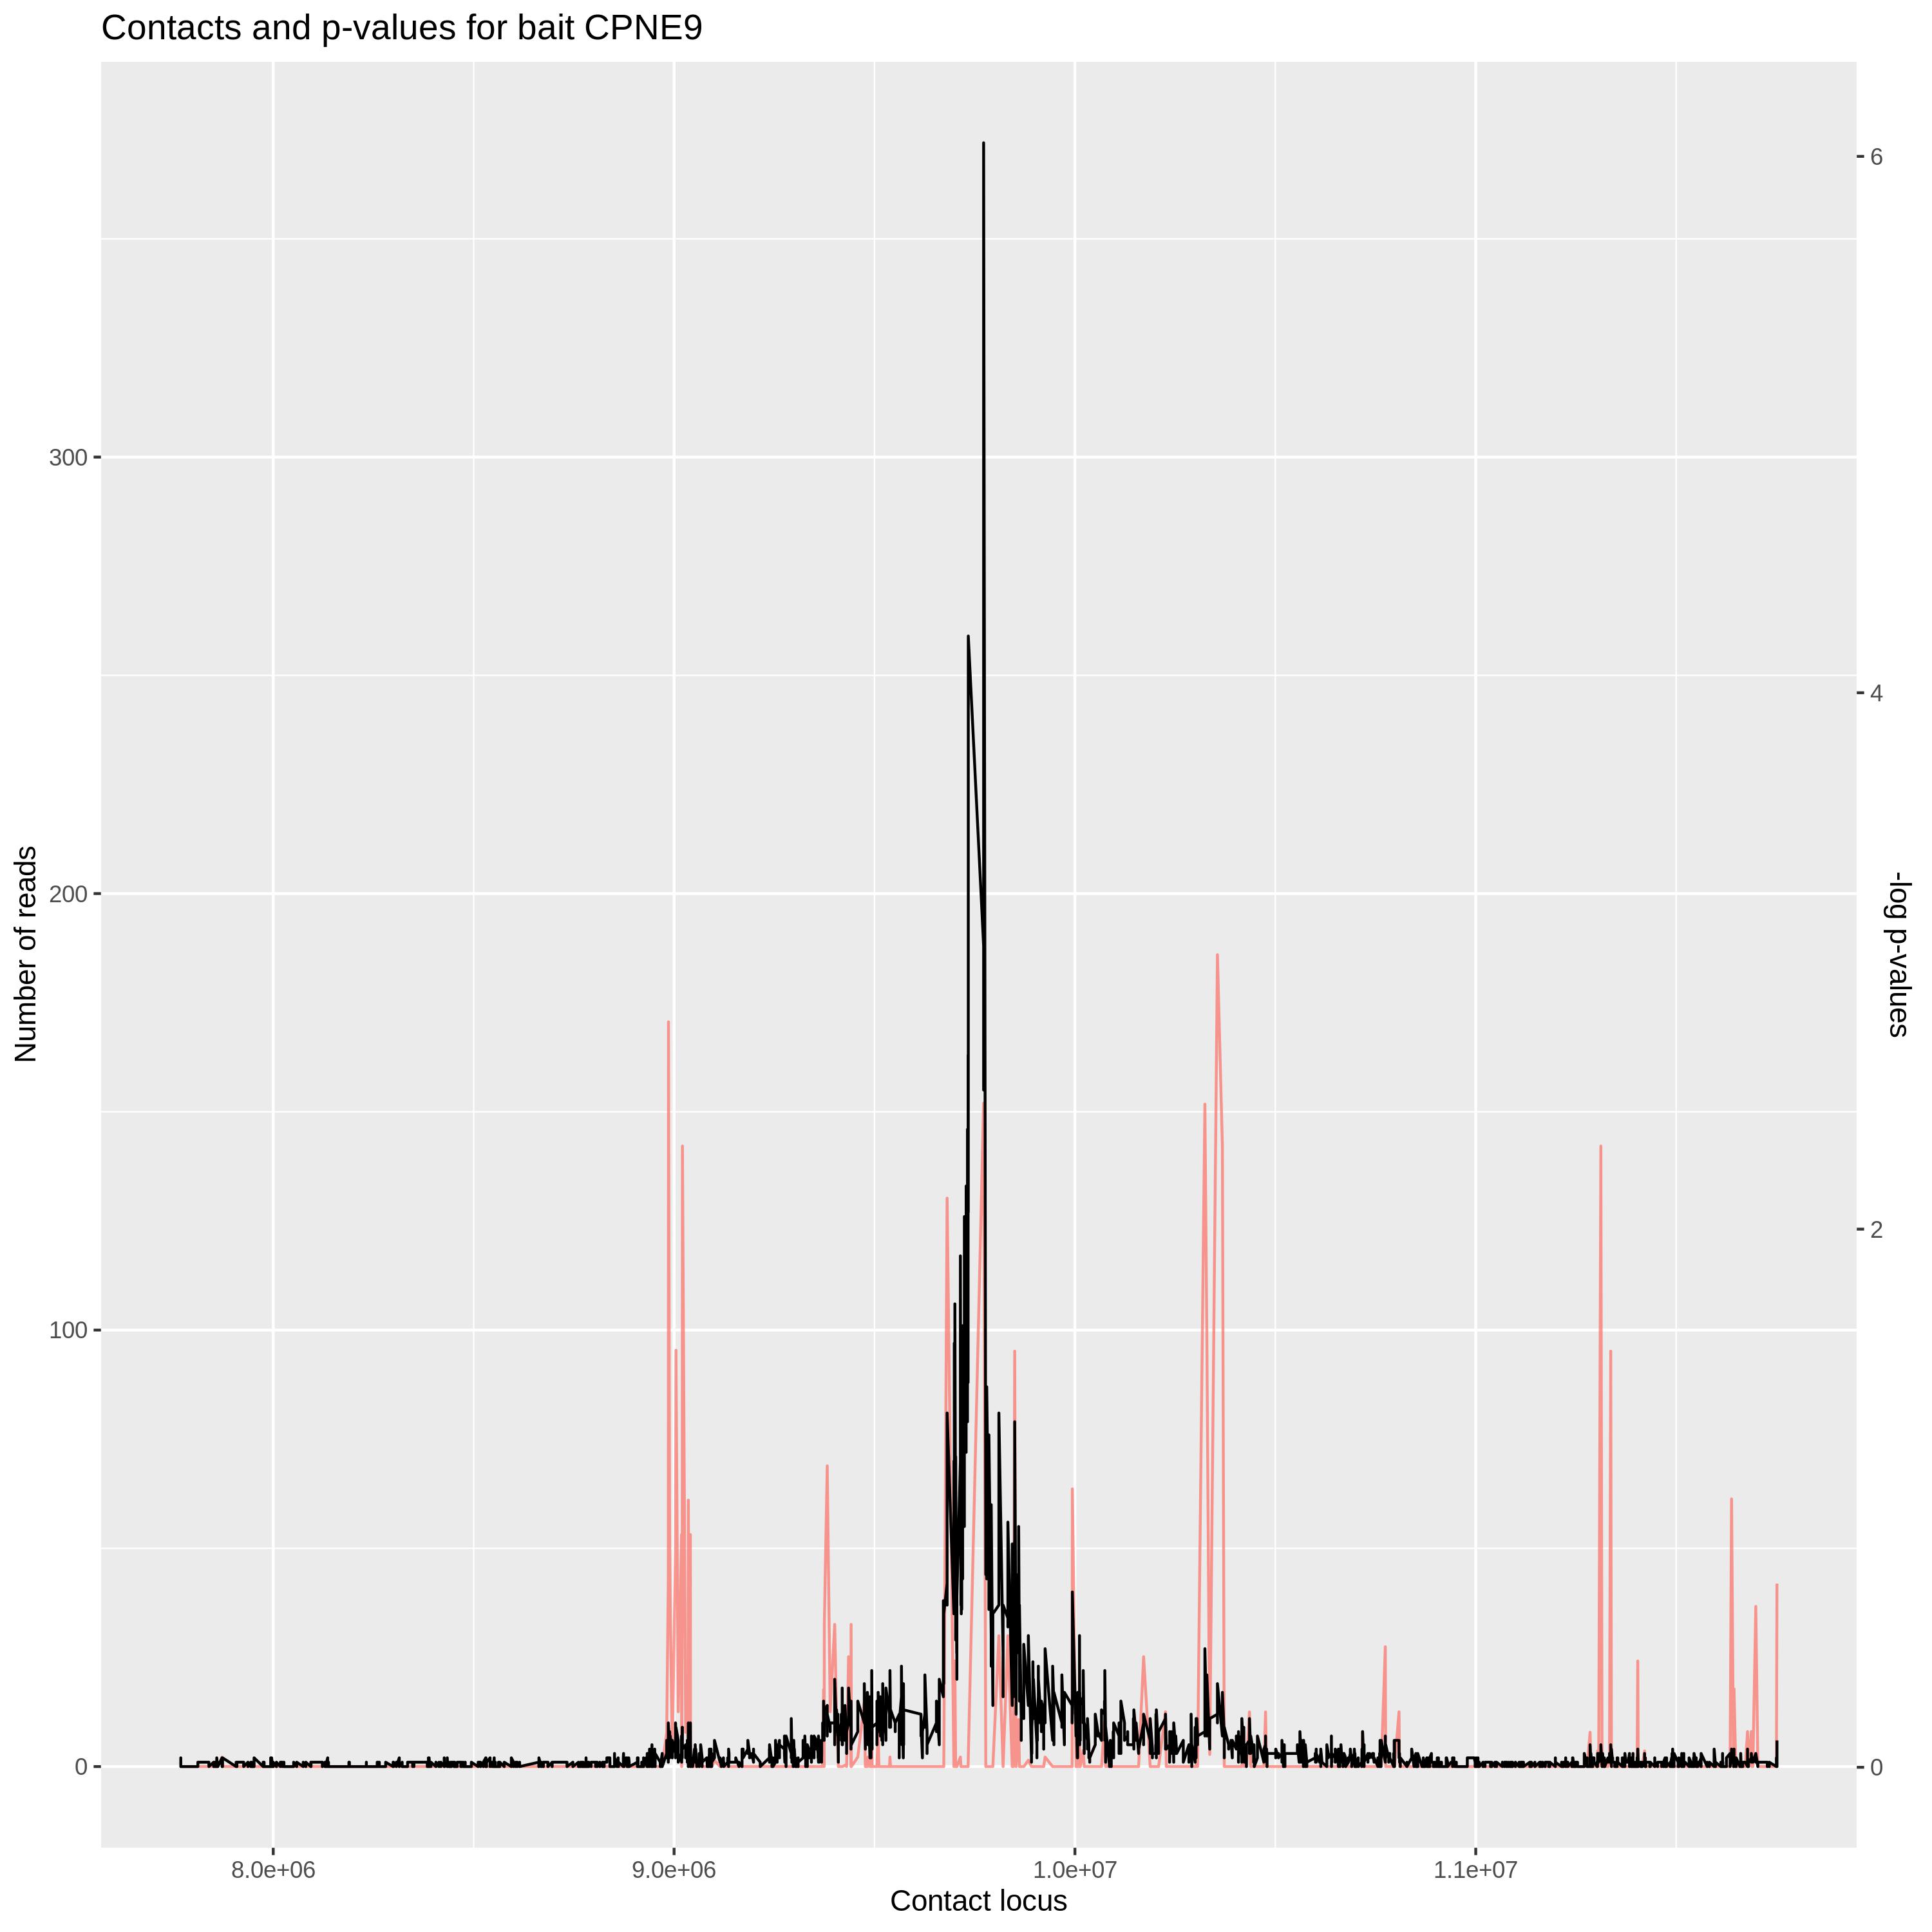 Contacts and p-values for bait CPNE9
Number of reads
300
200
100
0
6
4
2
0
-log p-values
8.0e+06
9.0e+06
1.0e+07
1.1e+07
Contact locus